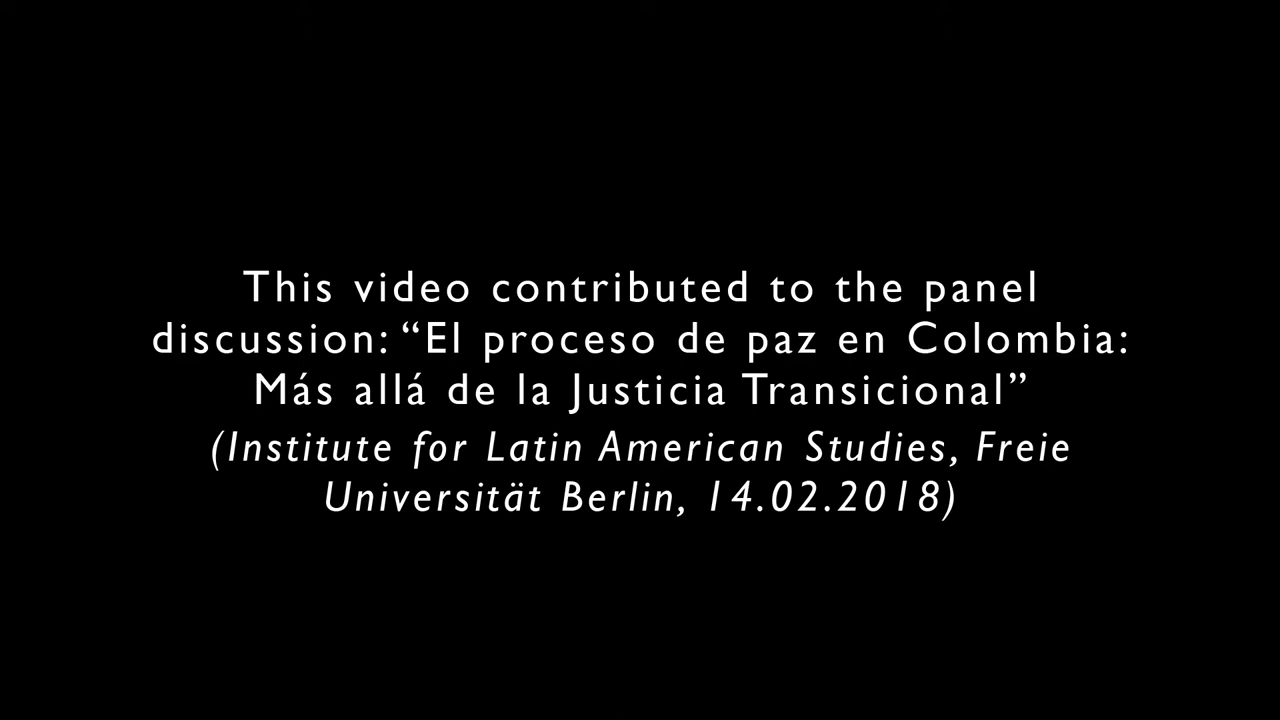 This video contributed to the panel
discussion: “El proceso de paz en Colombia:
Más allá de la Justicia Transicional”
(Institute for Latin American Studies, Freie
Universität Berlin, 14.02.2018)